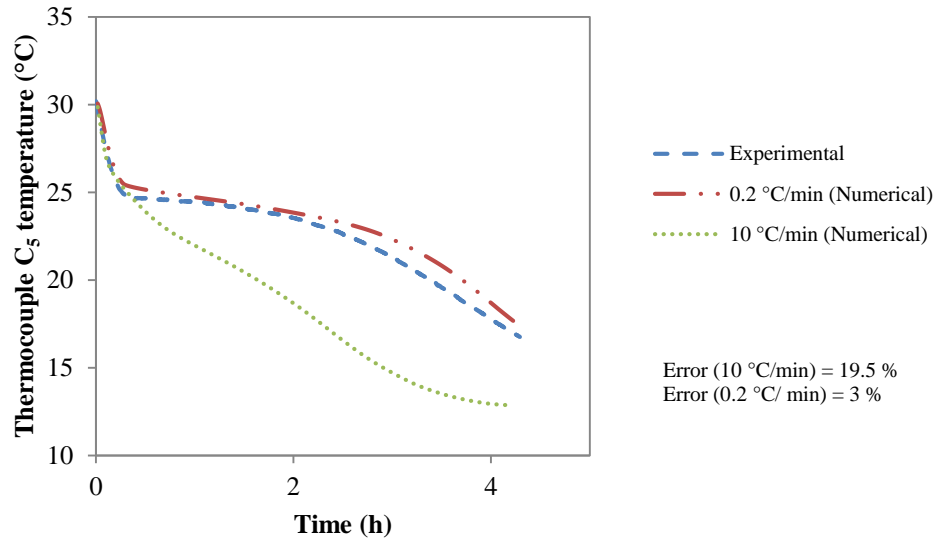 Thermocouple C5 temperature (°C)
35
30
25
20
15
10
0
2
4
Time (h)
Experimental
0.2 °C/min (Numerical)
10 °C/min (Numerical)
Error (10 °C/min) = 19.5 %
Error (0.2 °C/ min) = 3 %